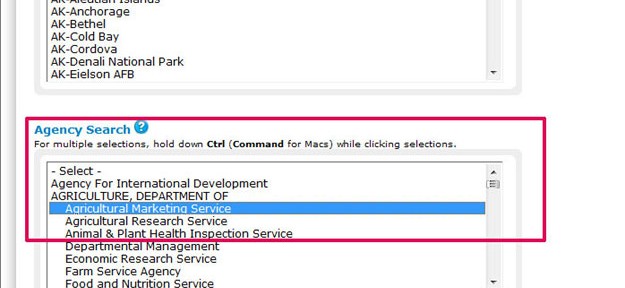 AK-Aleutian Islands
AK-Anchorage
AK-Bethel
AK-Cold Bay
AK-Cordova
AK-Denali National Park
AK-Eielson AFB
Agency Search ?
For multiple selections, hold down Ctrl (Command for Macs) while clicking selections.
- Select -
Agency For International Development
AGRICULTURE, DEPARTMENT OF
Agricultural Marketing Service
Agricultural Research Service
Animal & Plant Health Inspection Service
Departmental Management
Economic Research Service
Farm Service Agency
Food and Nutrition Service